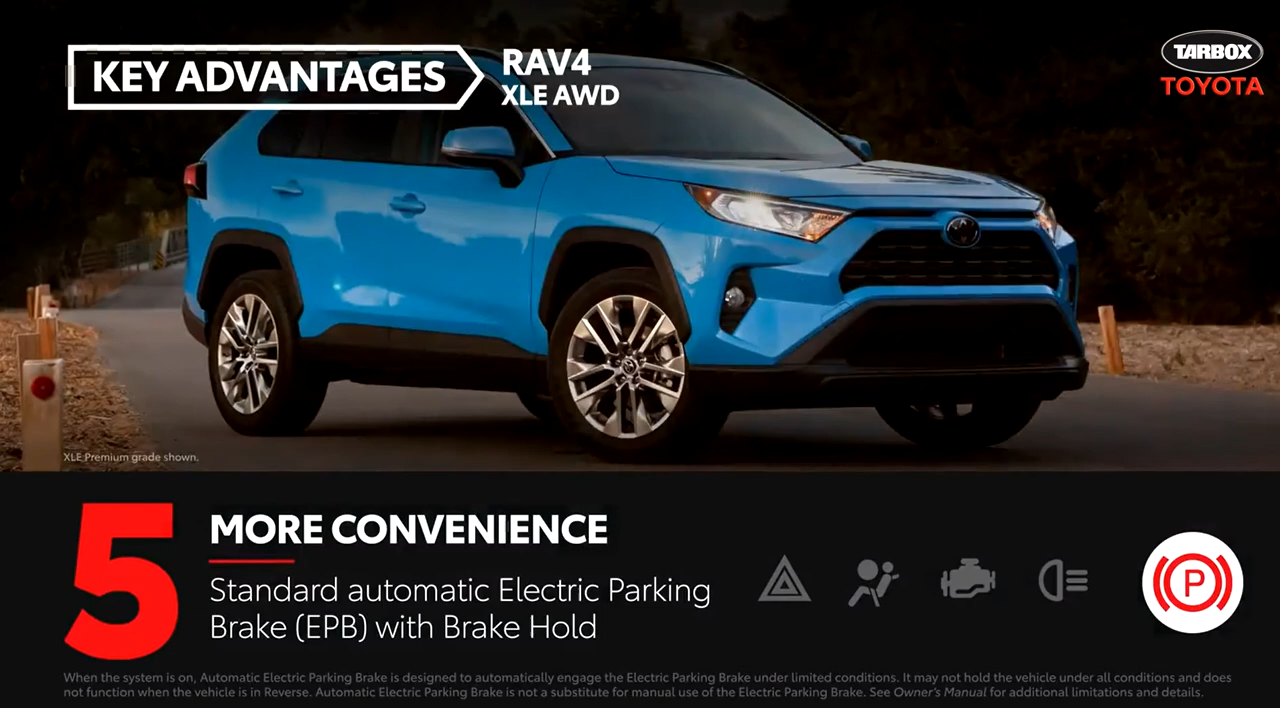 KEY ADVANTAGES
RAV4
XLE AWD
TARBOX
TOYOTA
XLE Premium grade shown.
5
MORE CONVENIENCE
Standard automatic Electric Parking
Brake (EPB) with Brake Hold
P
When the system is on, Automatic Electric Parking Brake is designed to automatically engage the Electric Parking Brake under limited conditions. It may not hold the vehicle under all conditions and does
not function when the vehicle is in Reverse. Automatic Electric Parking Brake is not a substitute for manual use of the Electric Parking Brake. See Owner's Manual for additional limitations and details.